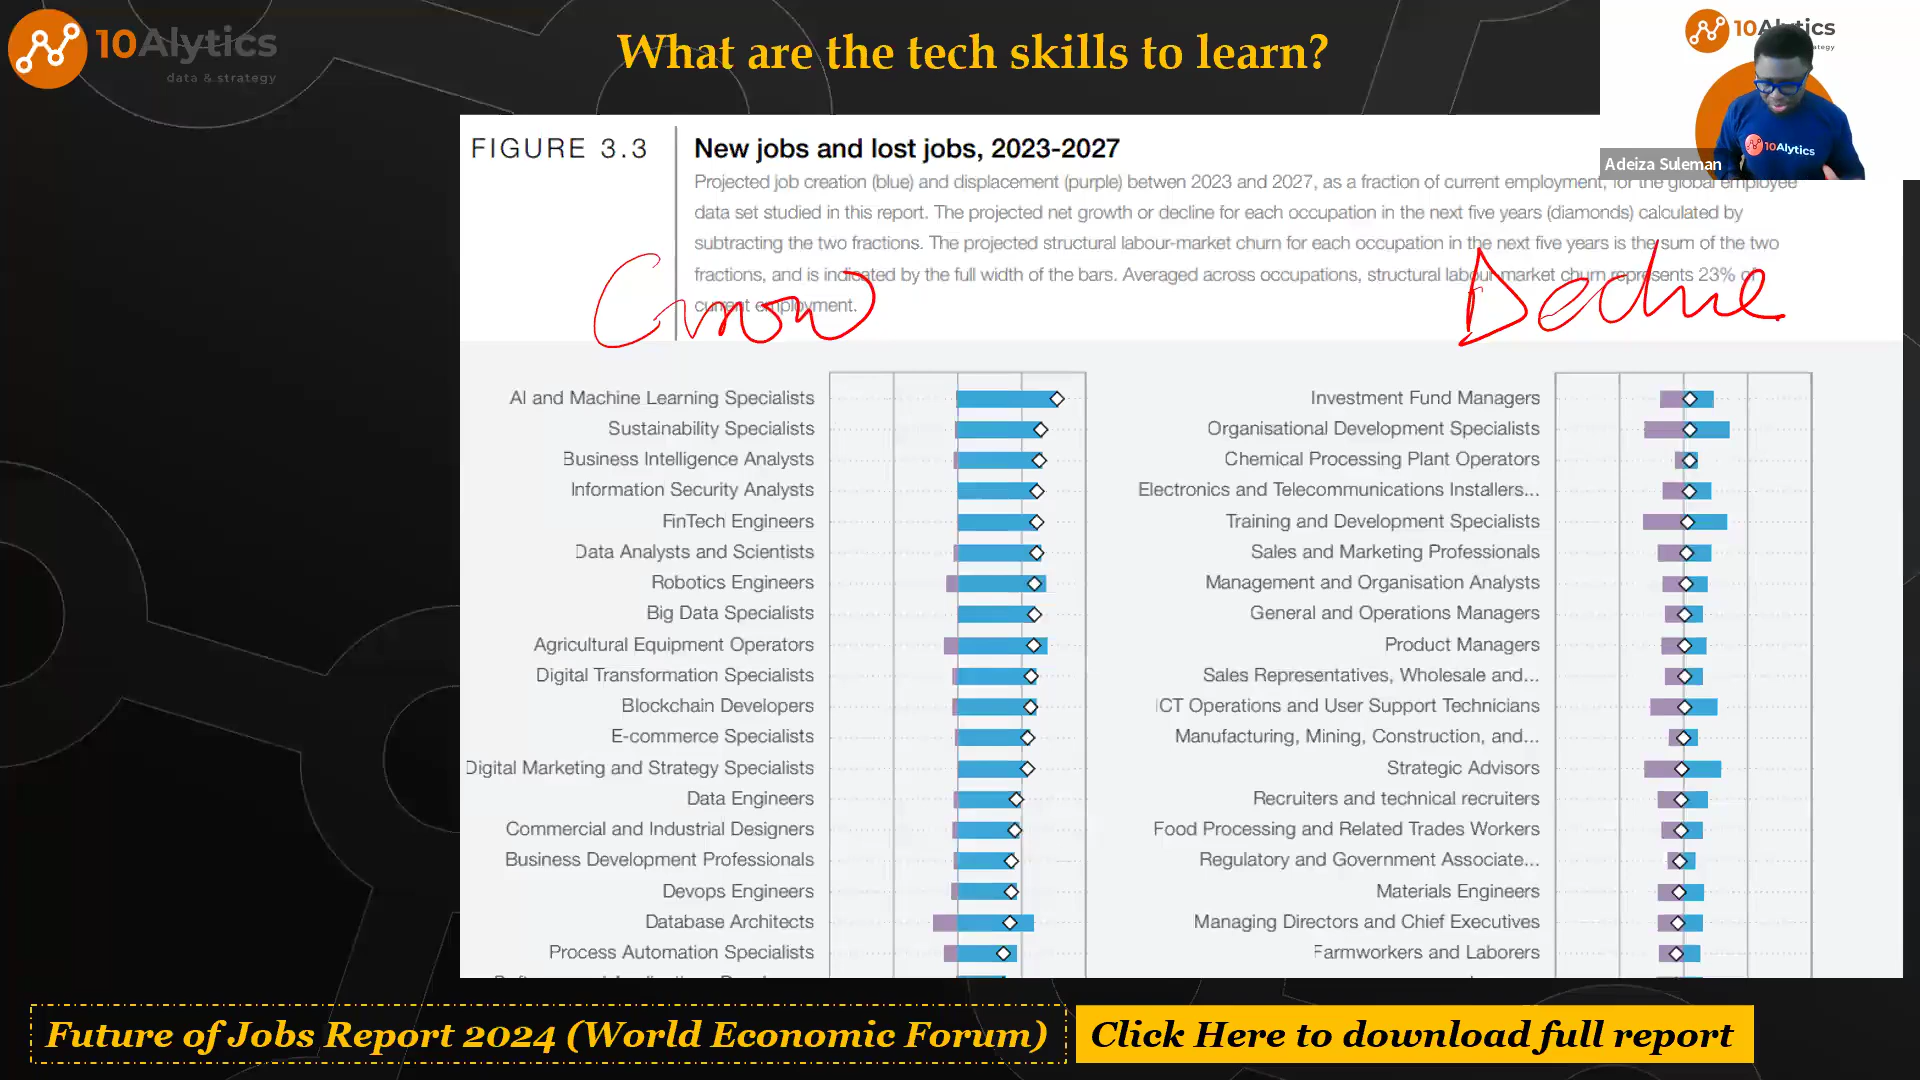 10Alytics
data & strategy
What are the tech skills to learn?
10Alytics
Adeiza Suleman
10Alytics
FIGURE 3.3
New jobs and lost jobs, 2023-2027
Projected job creation (blue) and displacement (purple) betwen 2023 and 2027, as a fraction of current employment, for the global employee
data set studied in this report. The projected net growth or decline for each occupation in the next five years (diamonds) calculated by
subtracting the two fractions. The projected structural labour-market churn for each occupation in the next five years is the sum of the two
fractions, and is indicated by the full width of the bars. Averaged across occupations, structural labour-market churn represents 23% of
current employment.
Grow
Decline
AI and Machine Learning Specialists
Sustainability Specialists
Business Intelligence Analysts
Information Security Analysts
FinTech Engineers
Data Analysts and Scientists
Robotics Engineers
Big Data Specialists
Agricultural Equipment Operators
Digital Transformation Specialists
Blockchain Developers
E-commerce Specialists
Digital Marketing and Strategy Specialists
Data Engineers
Commercial and Industrial Designers
Business Development Professionals
Devops Engineers
Database Architects
Process Automation Specialists
Investment Fund Managers
Organisational Development Specialists
Chemical Processing Plant Operators
Electronics and Telecommunications Installers...
Training and Development Specialists
Sales and Marketing Professionals
Management and Organisation Analysts
General and Operations Managers
Product Managers
Sales Representatives, Wholesale and...
ICT Operations and User Support Technicians
Manufacturing, Mining, Construction, and...
Strategic Advisors
Recruiters and technical recruiters
Food Processing and Related Trades Workers
Regulatory and Government Associate...
Materials Engineers
Managing Directors and Chief Executives
Farmworkers and Laborers
Future of Jobs Report 2024 (World Economic Forum)
Click Here to download full report